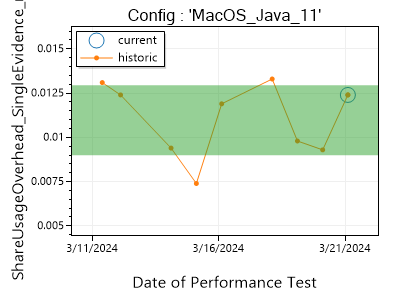 Config : 'MacOS_Java_11'
ShareUsageOverhead_SingleEvidence_
current
historic
0.015
0.0125
0.01
0.0075
0.005
3/11/2024
3/16/2024
3/21/2024
Date of Performance Test